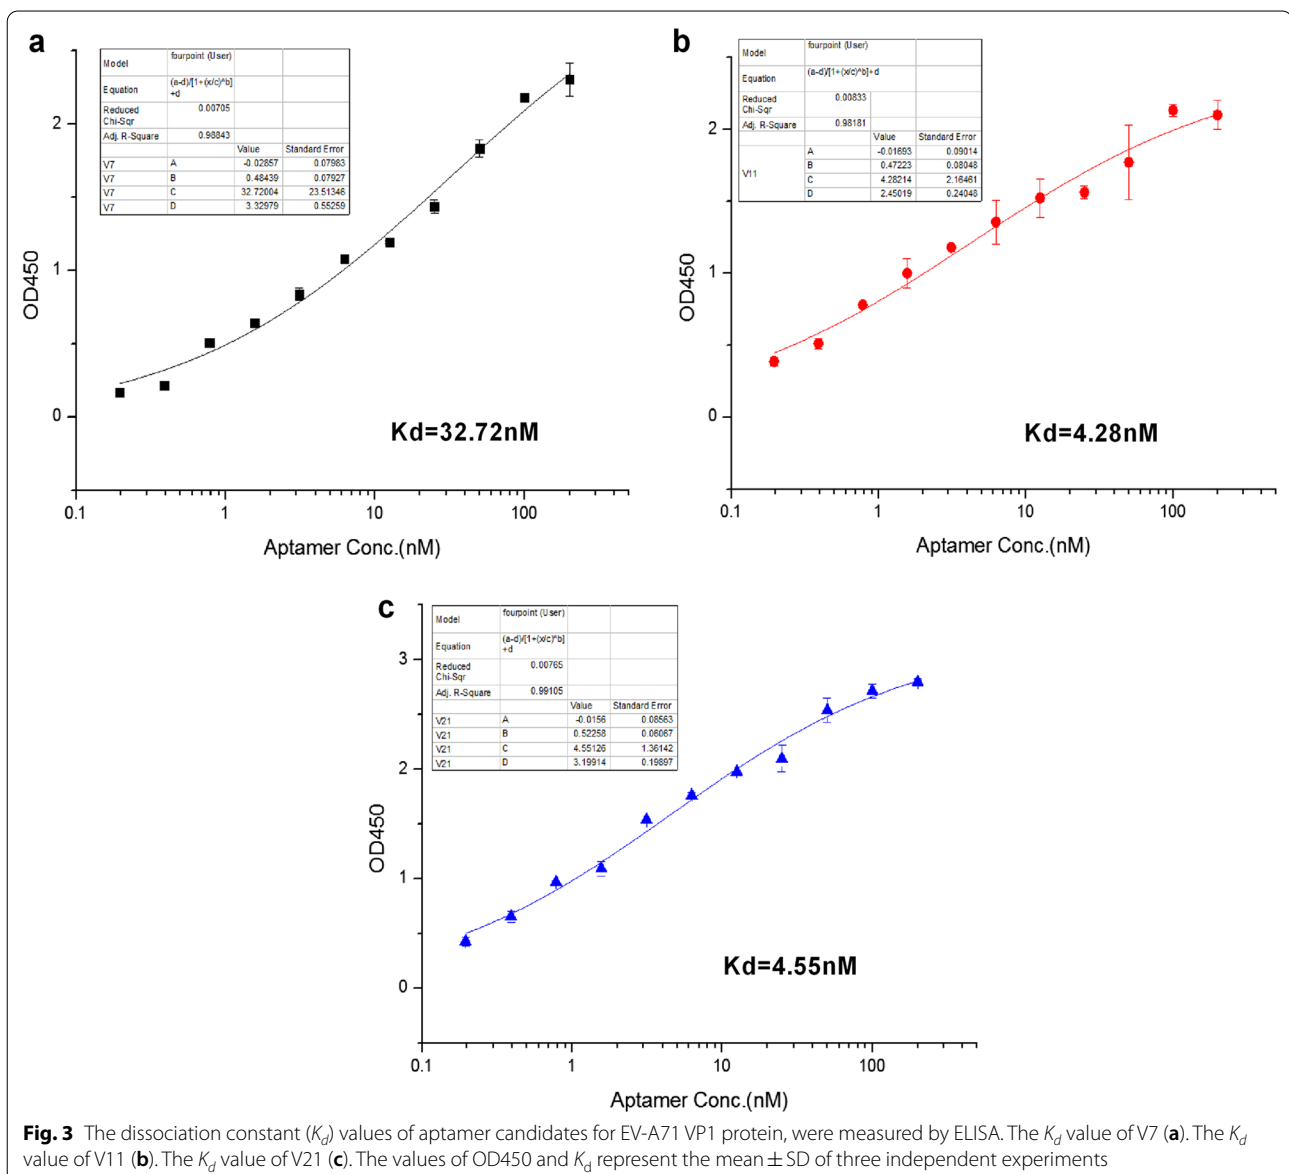 a
Model fourpoint (User)
Equation (a-d)/[1+(x/c)^b]
+d
Reduced 0.00705
Chi-Sqr
Adj. R-Square 0.98843
Value Standard Error
V7 A -0.02857 0.07983
V7 B 0.48439 0.07927
V7 C 32.72004 23.51346
V7 D 3.32979 0.55259
2
1
0
OD450
Kd=32.72nM
0.1 1 10 100
Aptamer Conc.(nM)
b
Model fourpoint (User)
Equation (a-d)/[1+(x/c)^b]+d
Reduced 0.00833
Chi-Sqr
Adj. R-Square 0.98181
Value Standard Error
A -0.01693 0.09014
B 0.47223 0.08048
V11
C 4.28214 2.16461
D 2.45019 0.24048
2
1
0
OD450
Kd=4.28nM
0.1 1 10 100
Aptamer Conc.(nM)
c
Model fourpoint (User)
Equation (a-d)/[1+(x/c)^b]
+d
Reduced 0.00765
Chi-Sqr
Adj. R-Square 0.99105
Value Standard Error
V21 A -0.0156 0.08563
V21 B 0.52258 0.06067
V21 C 4.55126 1.36142
V21 D 3.19914 0.19897
3
2
1
0
OD450
Kd=4.55nM
0.1 1 10 100
Aptamer Conc.(nM)
Fig. 3 The dissociation constant (Kd) values of aptamer candidates for EV-A71 VP1 protein, were measured by ELISA. The Kd value of V7 (a). The Kd
value of V11 (b). The Kd value of V21 (c). The values of OD450 and Kd represent the mean ± SD of three independent experiments